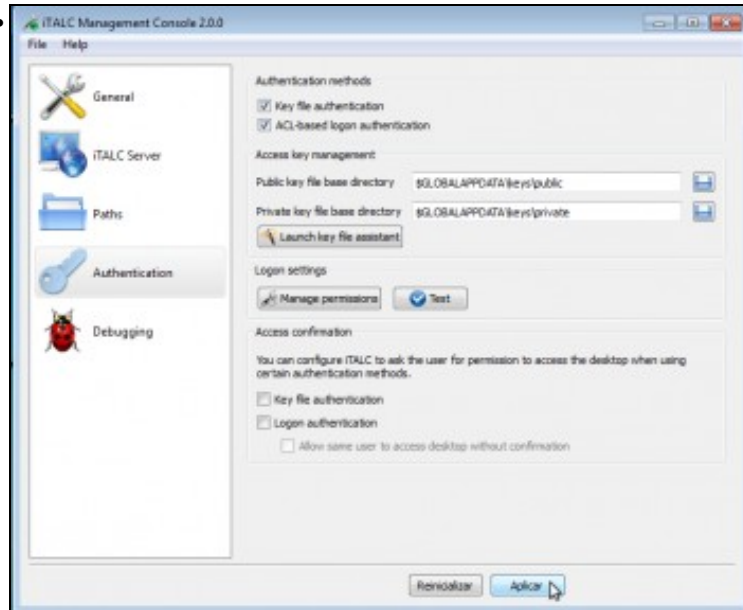 iTALC Management Console 2.0.0
File Help
General
iTALC Server
Paths
Authentication
Debugging
Authentication methods
Key file authentication
ACL-based logon authentication
Access key management
Public key file base directory $GLOBALAPPDATA\keys\public
Private key file base directory $GLOBALAPPDATA\keys\private
Launch key file assistant
Logon settings
Manage permissions Test
Access confirmation
You can configure iTALC to ask the user for permission to access the desktop when using
certain authentication methods.
Key file authentication
Logon authentication
Allow same user to access desktop without confirmation
Reinicializar Aplicar